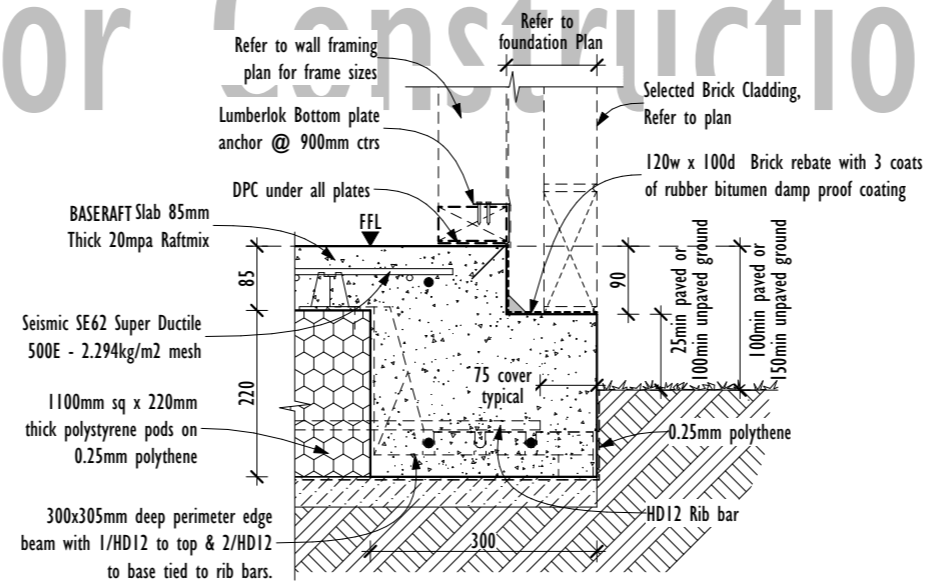 or Constructio
Refer to
foundation Plan
Refer to wall framing
plan for frame sizes
Selected Brick Cladding,
Refer to plan
Lumberlok Bottom plate
anchor @ 900mm ctrs
120w x 100d Brick rebate with 3 coats
of rubber bitumen damp proof coating
DPC under all plates
BASERAFT Slab 85mm
Thick 20mpa Raftmix
FFL
85
90
25min paved or
100min unpaved ground
100min paved or
150min unpaved ground
Seismic SE62 Super Ductile
500E - 2.294kg/m2 mesh
75 cover
typical
220
1100mm sq x 220mm
thick polystyrene pods on
0.25mm polythene
0.25mm polythene
HD12 Rib bar
300x305mm deep perimeter edge
beam with 1/HD12 to top & 2/HD12
to base tied to rib bars.
300